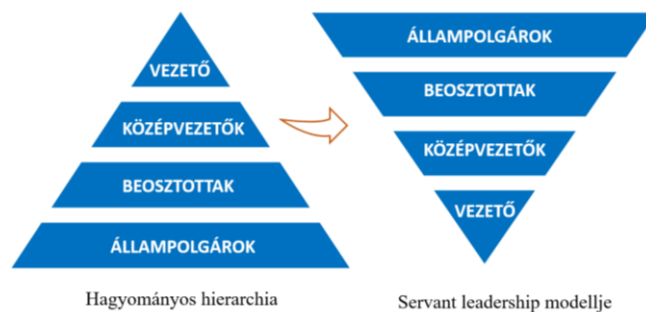 VEZETŐ
KÖZÉPVEZETŐK
BEOSZTOTTAK
ÁLLAMPOLGÁROK
Hagyományos hierarchia
ÁLLAMPOLGÁROK
BEOSZTOTTAK
KÖZÉPVEZETŐK
VEZETŐ
Servant leadership modellje